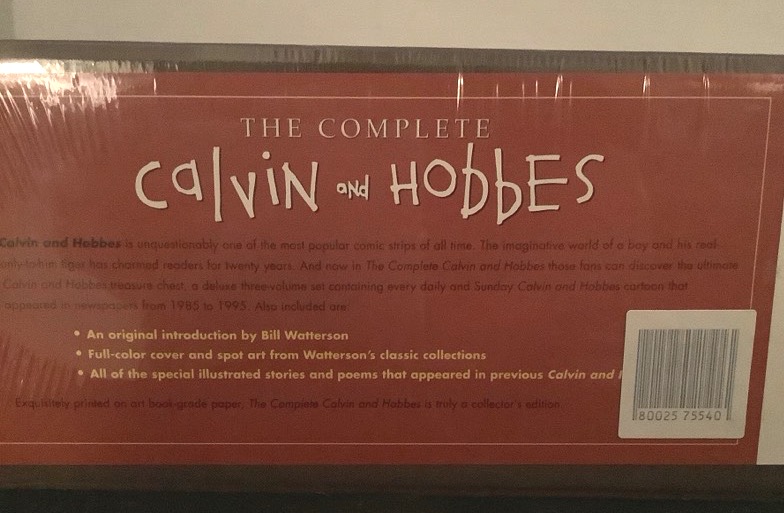 THE COMPLETE
calvin and HobbEs
Calvin and Hobbes is unquestionably one of the most popular comic strips of all time. The imaginative world of a boy and his real-
only-to-him tiger has charmed readers for twenty years. And now in The Complete Calvin and Hobbes those fans can discover the ultimate
Calvin and Hobbes treasure chest, a deluxe three-volume set containing every daily and Sunday Calvin and Hobbes cartoon that
appeared in newspapers from 1985 to 1995. Also included are:
• An original introduction by Bill Watterson
• Full-color cover and spot art from Watterson's classic collections
• All of the special illustrated stories and poems that appeared in previous Calvin and
Exquisitely printed on art book-grade paper, The Complete Calvin and Hobbes is truly a collector's edition.
80025 75540